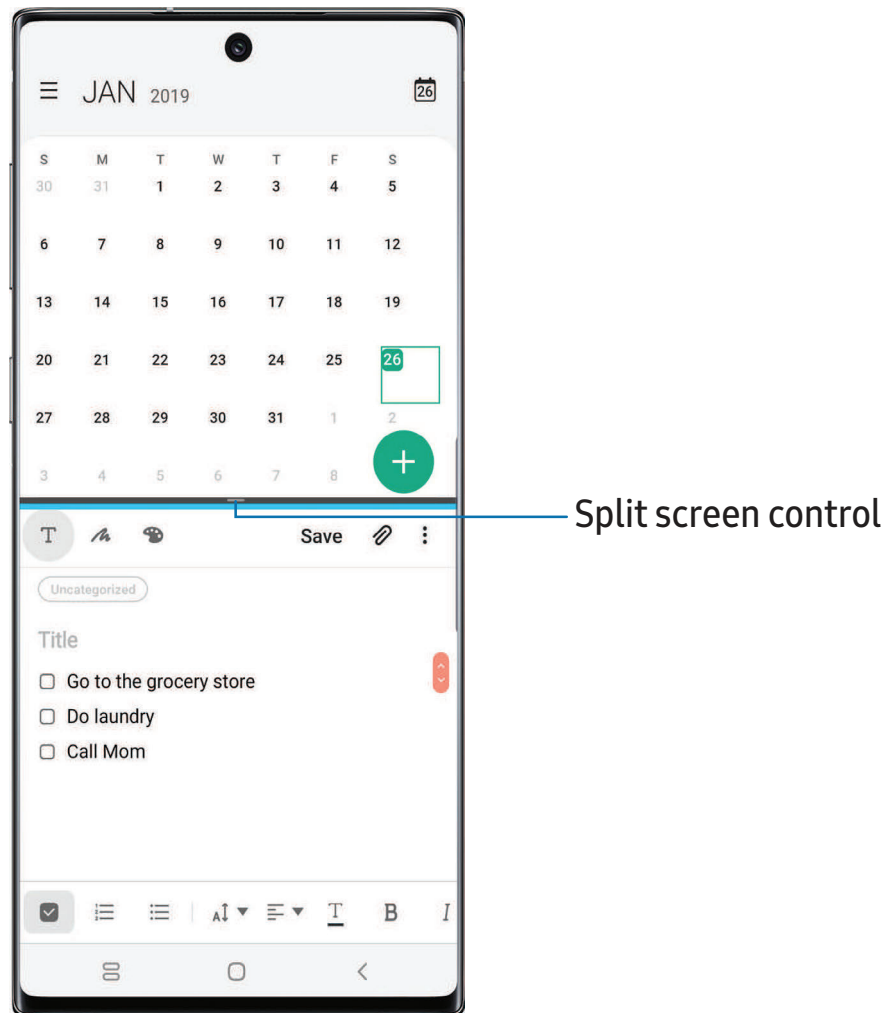 JAN 2019 26
S M T W T F S
30 31 1 2 3 4 5
6 7 8 9 10 11 12
13 14 15 16 17 18 19
20 21 22 23 24 25 26
27 28 29 30 31 1 2
3 4 5 6 7 8
+
Split screen control
T Save
Uncategorized
Title
Go to the grocery store
Do laundry
Call Mom
A T B I